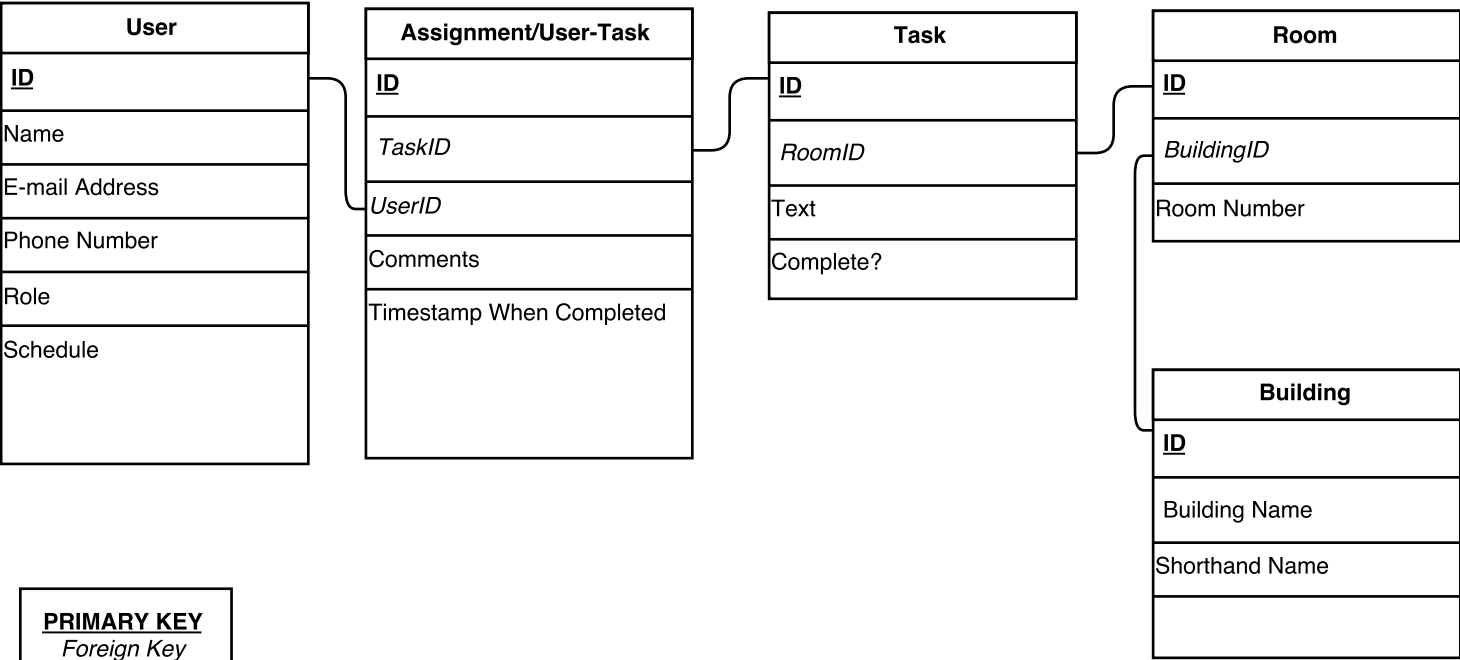 User
ID
Name
E-mail Address
Phone Number
Role
Schedule
Assignment/User-Task
ID
TaskID
UserID
Comments
Timestamp When Completed
Task
ID
RoomID
Text
Complete?
Room
ID
BuildingID
Room Number
Building
ID
Building Name
Shorthand Name
PRIMARY KEY
Foreign Key